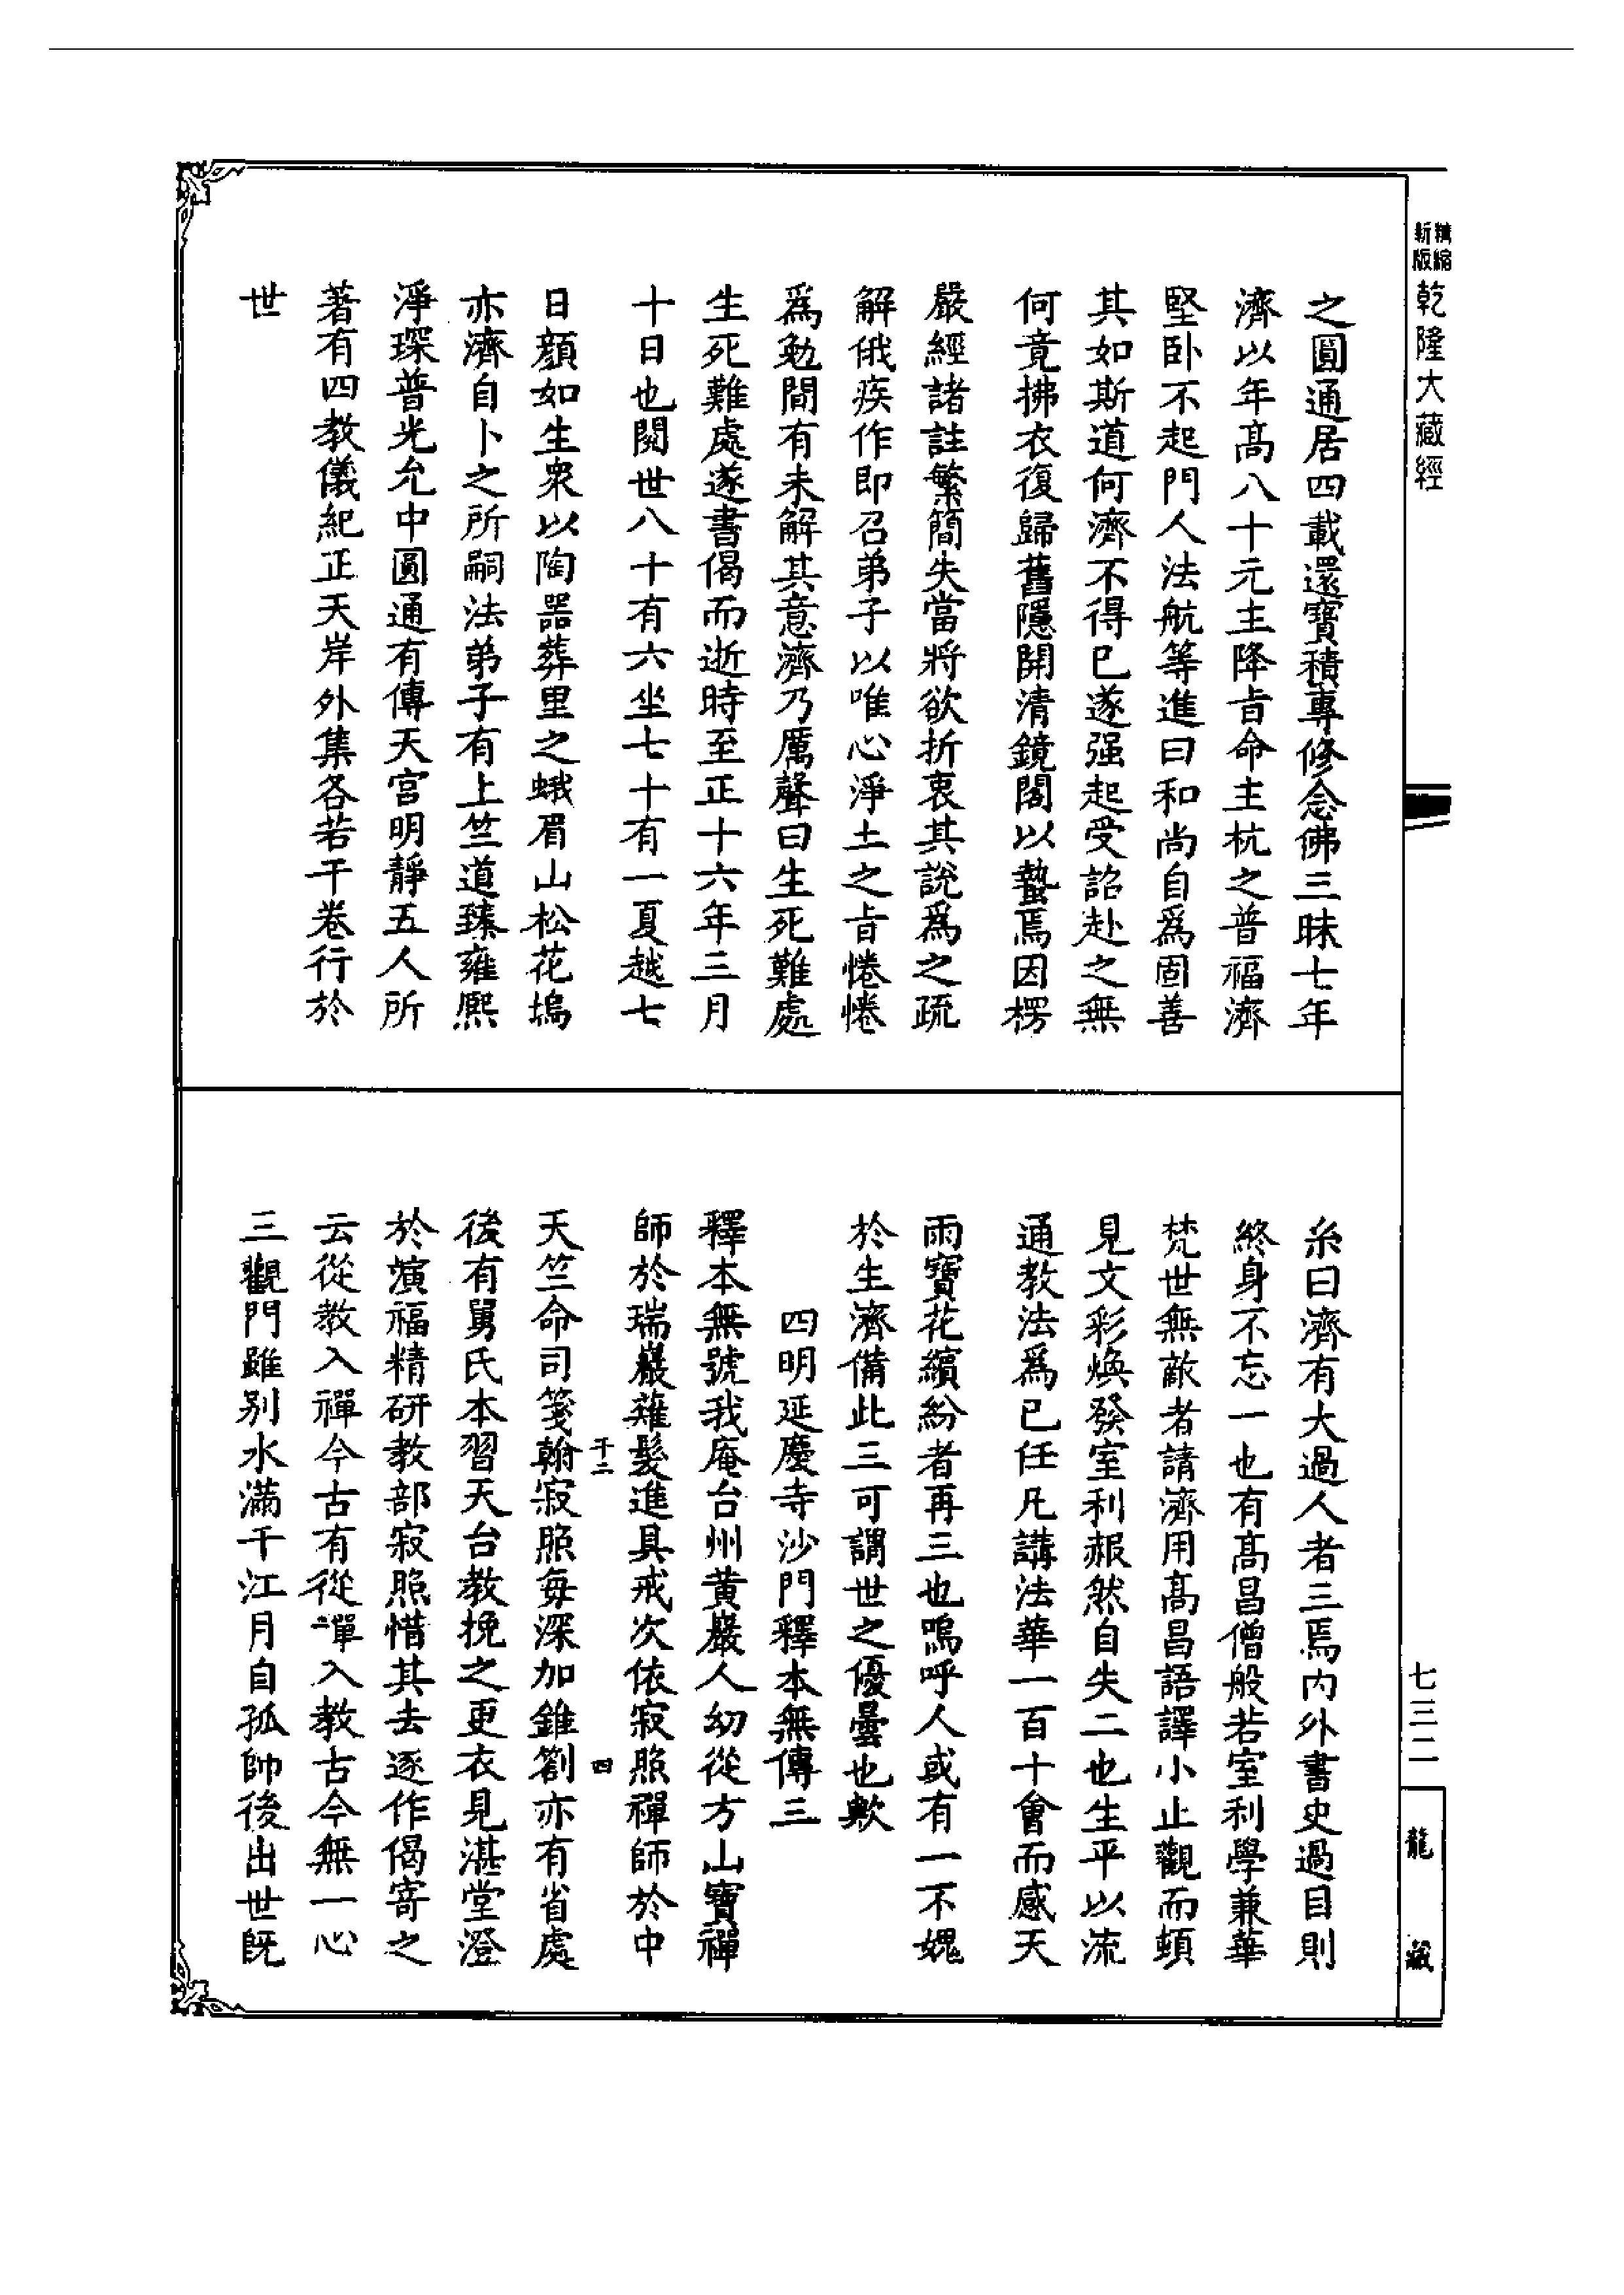 精縮新版乾隆大藏經
之圓通居四載還寶積專修念佛三昧七年
濟以年高八十元主降旨命主杭之普福濟
堅卧不起門人法航等進曰和尚自爲固善
其如斯道何濟不得已遂强起受詔赴之無
何竟拂衣復歸舊隱開清鏡閣以蟄焉因楞
嚴經諸註繁簡失當將欲折衷其說爲之疏
解俄疾作即召弟子以唯心淨土之旨惓惓
爲勉間有未解其意濟乃厲聲曰生死難處
生死難處遂書偈而逝時至正十六年三月
十日也閱世八十有六坐七十有一夏越七
日顏如生衆以陶器葬里之蛾眉山松花塢
亦濟自卜之所嗣法弟子有上竺道臻雍熙
淨琛普光允中圓通有傳天宫明靜五人所
著有四教儀紀正天岸外集各若干卷行於
世
糸曰濟有大過人者三焉内外書史過目則
終身不忘一也有高昌僧般若室利學兼華
梵世無敵者請濟用高昌語譯小止觀而頓
見文彩焕發室利赧然自失二也生平以流
通教法爲已任凡講法華一百十會而感天
雨寶花繽紛者再三也嗚呼人或有一不媿
於生濟備此三可謂世之優曇也歟
四明延慶寺沙門釋本無傳三
釋本無號我庵台州黄巖人幼從方山寶禪
師於瑞巖薙髮進具戒次依寂照禪師於中
千二
四
天竺命司箋翰寂照每深加錐劄亦有省處
後有舅氏本習天台教挽之更衣見湛堂澄
於演福精研教部寂照惜其去逐作偈寄之
云從教入禪今古有從禪入教古今無一心
三觀門雖别水滿千江月自孤帥後出世旣
七三二
龍
藏